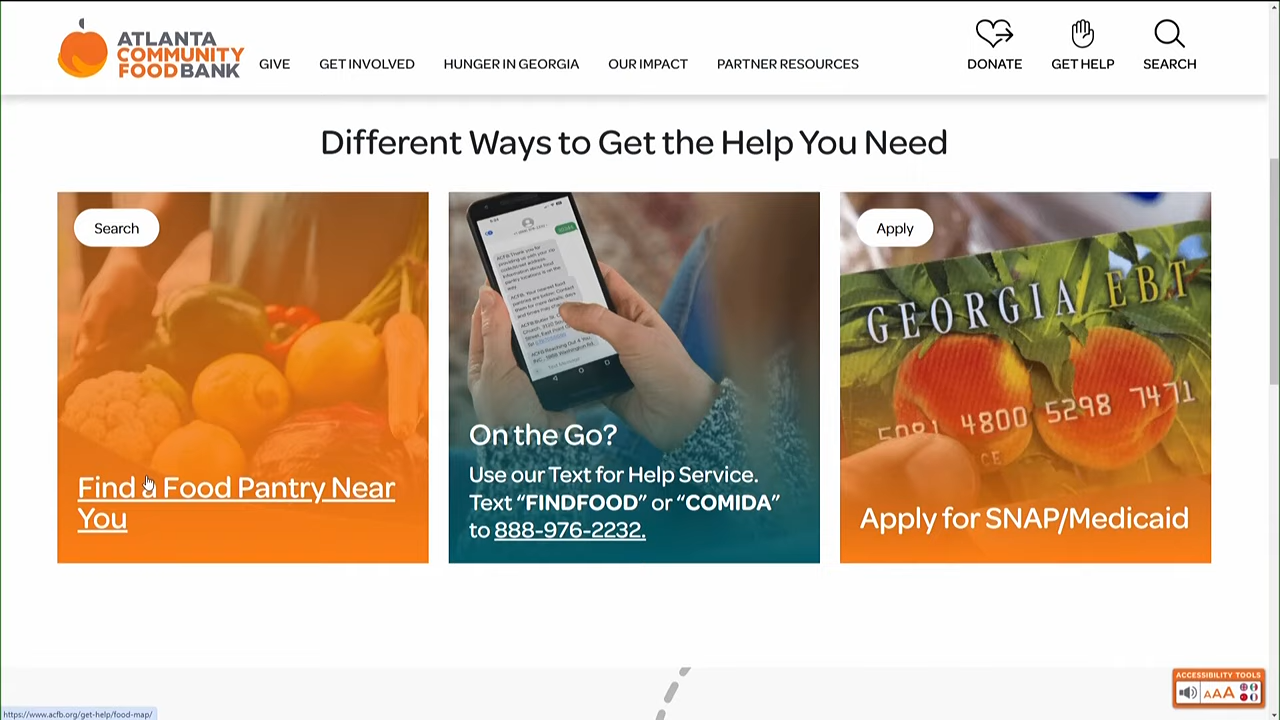 ATLANTA
COMMUNITY
FOODBANK
GIVE
GET INVOLVED
HUNGER IN GEORGIA
OUR IMPACT
PARTNER RESOURCES
DONATE
GET HELP
SEARCH
Different Ways to Get the Help You Need
Search
Find a Food Pantry Near
You
On the Go?
Use our Text for Help Service.
Text “FINDFOOD” or “COMIDA”
to 888-976-2232.
Apply
GEORGIA EBT
5081 4800 5298 7471
Apply for SNAP/Medicaid
ACCESSIBILITY TOOLS
AAA
https://www.acfb.org/get-help/food-map/